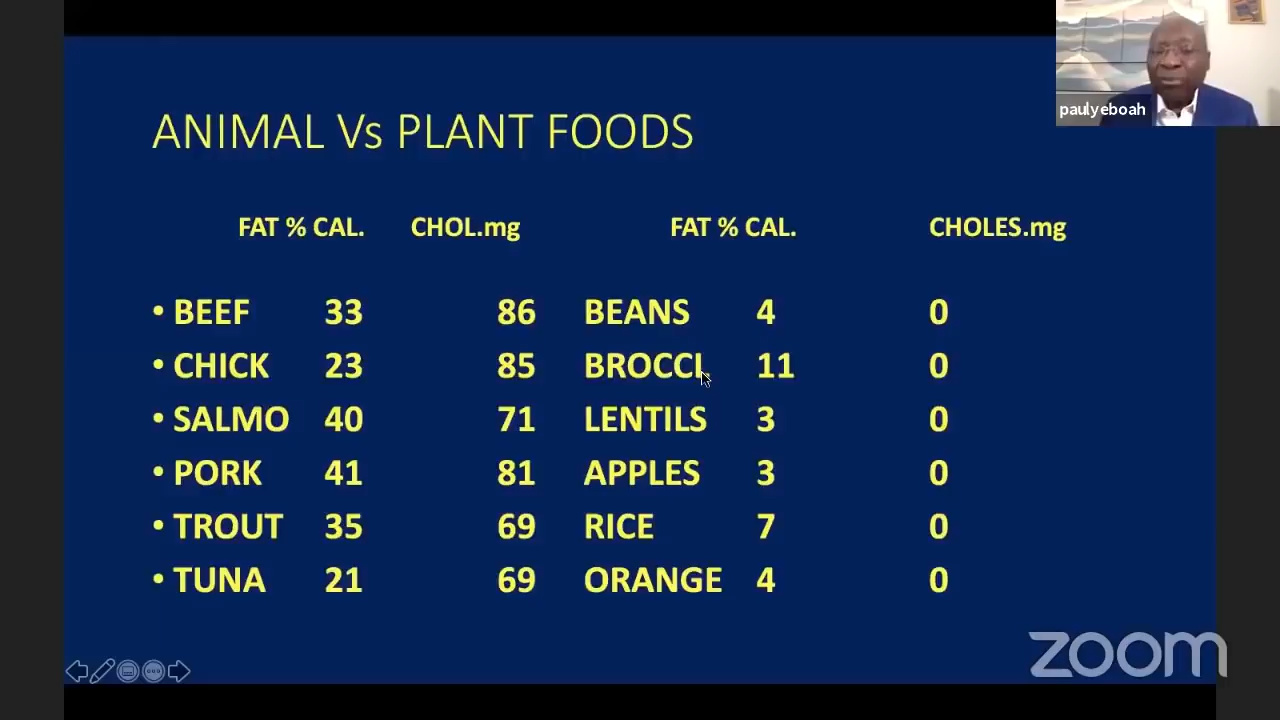 paulyeboah
ANIMAL Vs PLANT FOODS
FAT % CAL. CHOL.mg FAT % CAL. CHOLES.mg
• BEEF 33 86 BEANS 4 0
• CHICK 23 85 BROCCI. 11 0
• SALMO 40 71 LENTILS 3 0
• PORK 41 81 APPLES 3 0
• TROUT 35 69 RICE 7 0
• TUNA 21 69 ORANGE 4 0
zoom